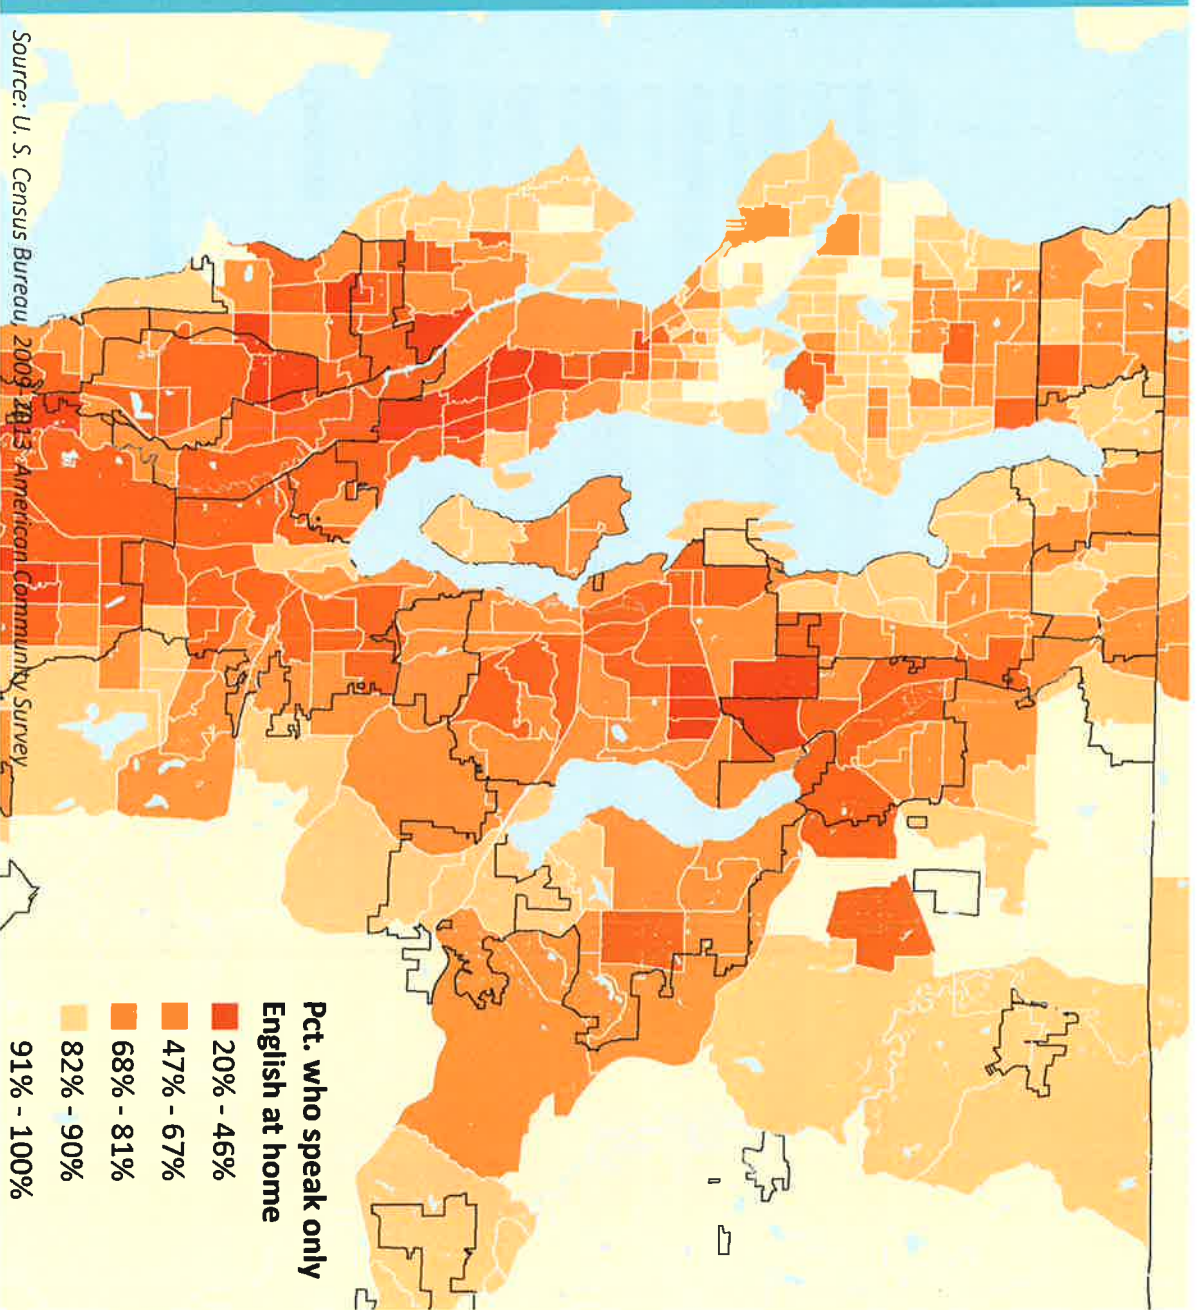 Pct. who speak only
English at home
20% - 46%
47% - 67%
68% - 81%
82% - 90%
91% - 100%
Source: U. S. Census Bureau, 2009-2013 American Community Survey